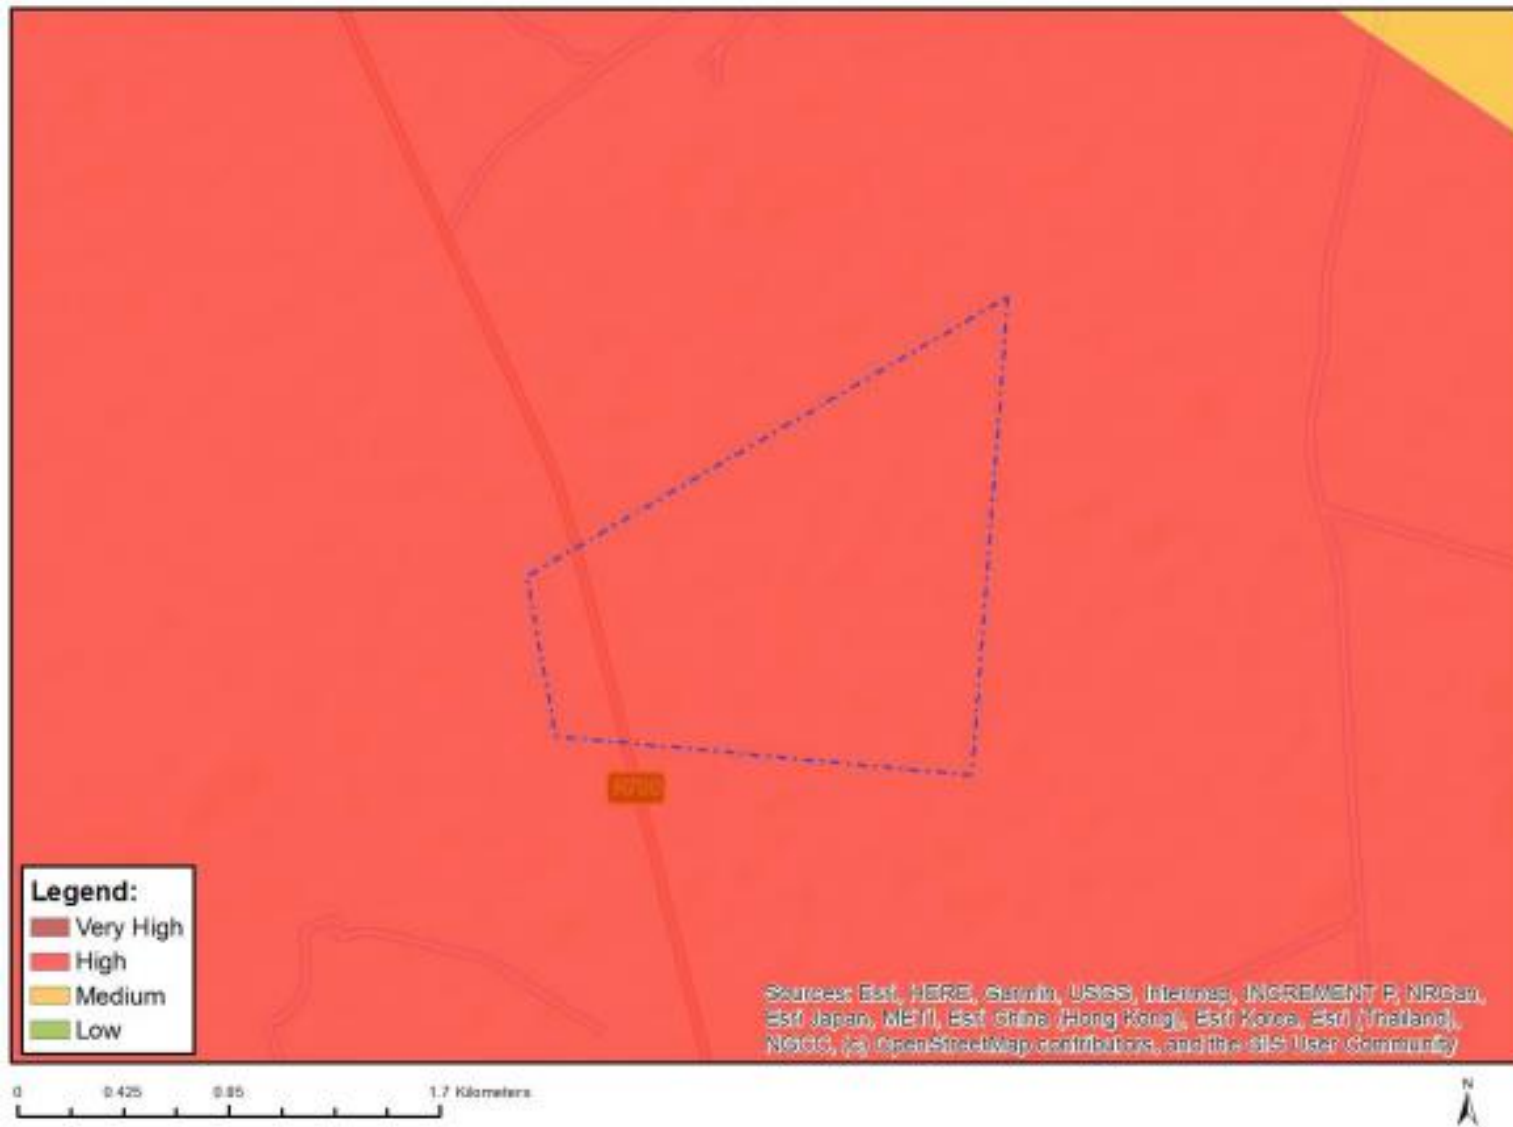 R700
Legend:
Very High
High
Medium
Low
Sources: Esri, HERE, Garmin, USGS, Intermap, INCREMENT P, NRCan,
Esri Japan, METI, Esri China (Hong Kong), Esri Korea, Esri (Thailand),
NGCC, (c) OpenStreetMap contributors, and the GIS User Community
0 0.425 0.85 1.7 Kilometers
N